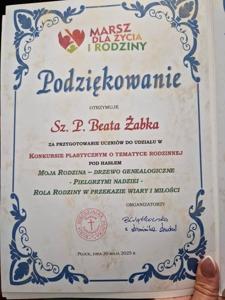 MARSZ
DLA ŻYCIA
I RODZINY
Podziękowanie
OTRZYMUJE
Sz. P. Beata Żabka
ZA PRZYGOTOWANIE UCZNIÓW DO UDZIAŁU W
KONKURSIE PLASTYCZNYM O TEMATYCE RODZINNEJ
POD HASŁEM
MOJA RODZINA – DRZEWO GENEALOGICZNE
- PIELGRZYMI NADZIEI -
ROLA RODZINY W PRZEKAZIE WIARY I MIŁOŚCI
ORGANIZATORZY
PŁOCK, DNIA 20 MAJA 2025 R.